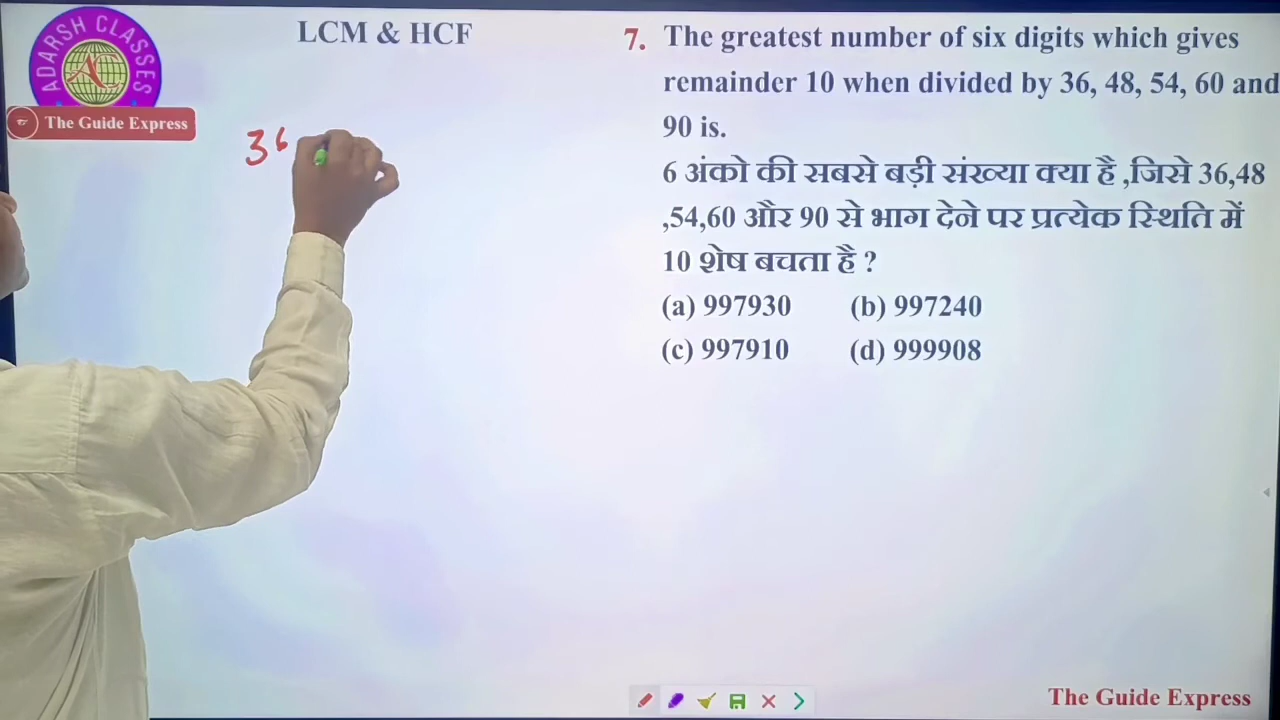 ADARSH CLASSES
The Guide Express
LCM & HCF
36
7. The greatest number of six digits which gives
remainder 10 when divided by 36, 48, 54, 60 and
90 is.
6 अंको की सबसे बड़ी संख्या क्या है ,जिसे 36,48
,54,60 और 90 से भाग देने पर प्रत्येक स्थिति में
10 शेष बचता है ?
(a) 997930 (b) 997240
(c) 997910 (d) 999908
The Guide Express